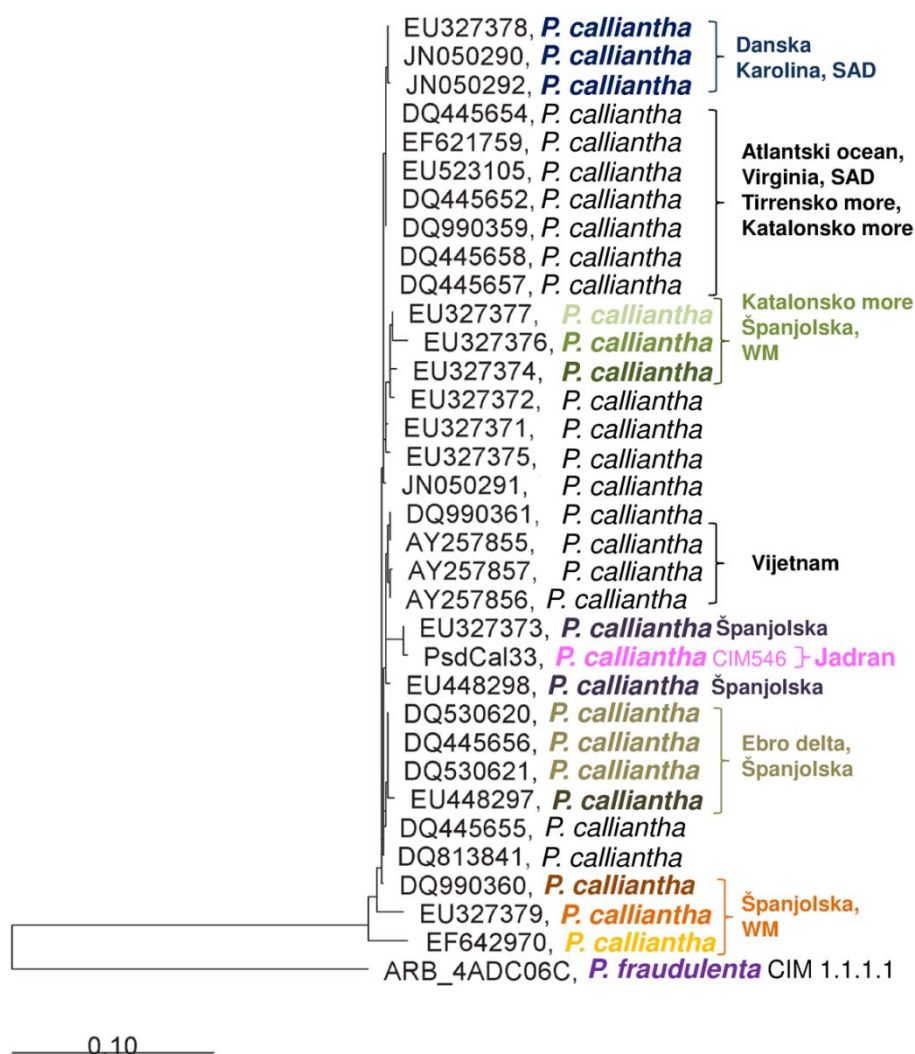 EU327378, P. calliantha
JN050290, P. calliantha
JN050292, P. calliantha
Danska
Karolina, SAD
DQ445654, P. calliantha
EF621759, P. calliantha
EU523105, P. calliantha
DQ445652, P. calliantha
DQ990359, P. calliantha
DQ445658, P. calliantha
DQ445657, P. calliantha
Atlantski ocean,
Virginia, SAD
Tirrensko more,
Katalonsko more
EU327377, P. calliantha
EU327376, P. calliantha
EU327374, P. calliantha
Katalonsko more
Španjolska,
WM
EU327372, P. calliantha
EU327371, P. calliantha
EU327375, P. calliantha
JN050291, P. calliantha
DQ990361, P. calliantha
AY257855, P. calliantha
AY257857, P. calliantha
AY257856, P. calliantha
Vijetnam
EU327373, P. calliantha Španjolska
PsdCal33, P. calliantha CIM546 Jadran
EU448298, P. calliantha Španjolska
DQ530620, P. calliantha
DQ445656, P. calliantha
DQ530621, P. calliantha
EU448297, P. calliantha
Ebro delta,
Španjolska
DQ445655, P. calliantha
DQ813841, P. calliantha
DQ990360, P. calliantha
EU327379, P. calliantha
EF642970, P. calliantha
Španjolska,
WM
ARB_4ADC06C, P. fraudulenta CIM 1.1.1.1
0.10